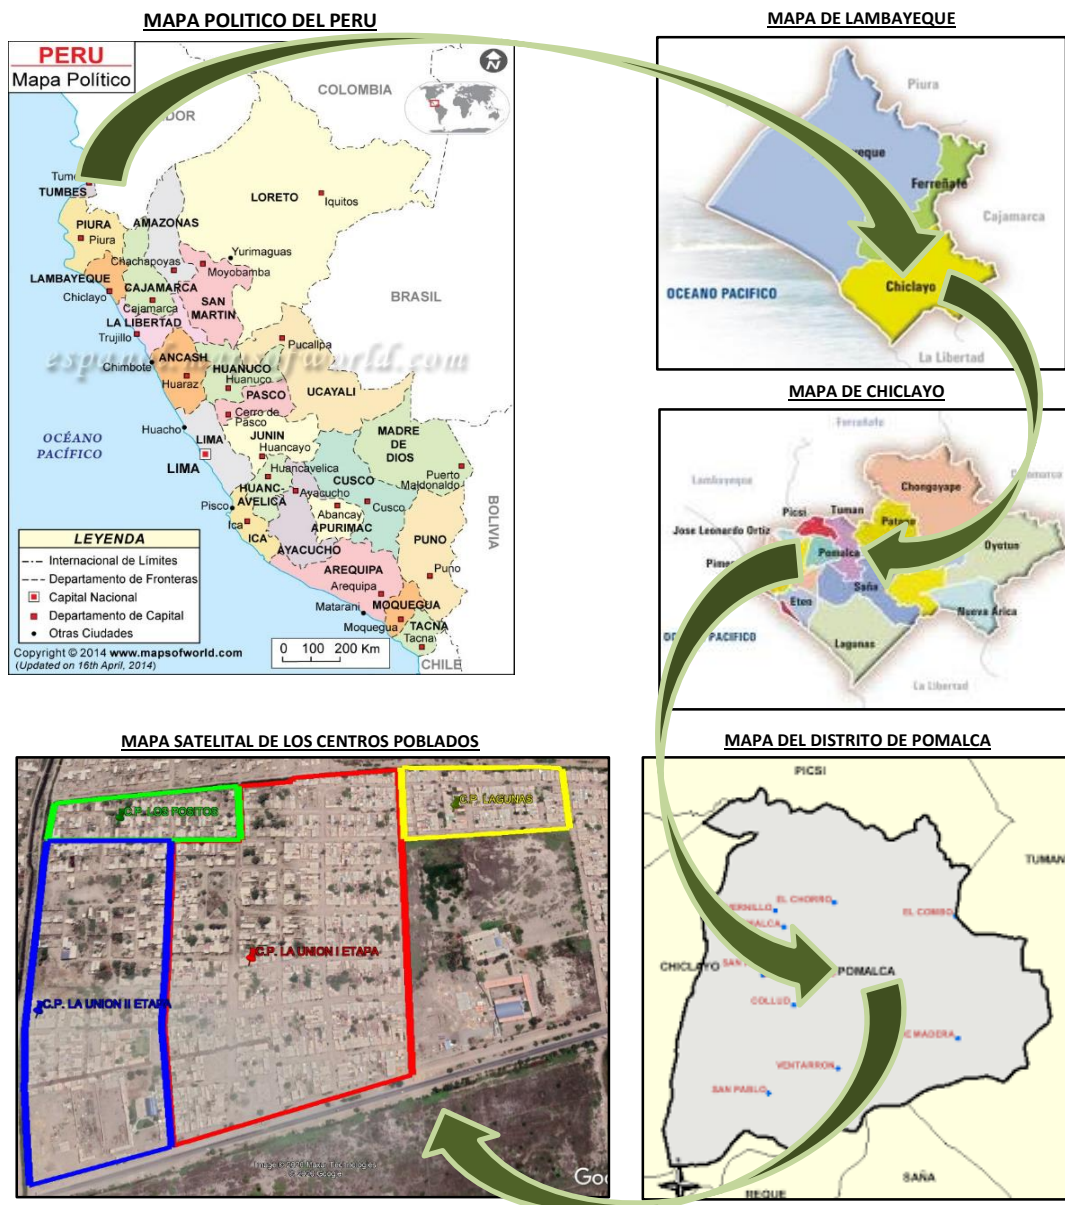 MAPA POLITICO DEL PERU
PERU
Mapa Político
N
COLOMBIA
TUMBES
LORETO
Iquitos
AMAZONAS
PIURA
Piura
Yurimaguas
Chachapoyas
Moyobamba
LAMBAYEQUE
CAJAMARCA
Chiclayo
Cajamarca
SAN
MARTIN
BRASIL
LA LIBERTAD
Trujillo
Pucallpa
ANCASH
Chimbote
HUANUCO
Huaraz
Huanuco
UCAYALI
PASCO
Cerro de
Pasco
Huacho
LIMA
JUNIN
MADRE
DE
DIOS
OCÉANO
PACÍFICO
Huancayo
LIMA
Huancavelica
Puerto
Maldonaldo
HUANC-
AVELICA
CUSCO
Ayacucho
Cusco
Pisco
Abancay
Ica
APURIMAC
ICA
BOLIVIA
PUNO
AYACUCHO
AREQUIPA
Puno
Arequipa
Matarani
MOQUEGUA
Moquegua
TACNA
Tacna
CHILE
LEYENDA
Internacional de Límites
Departamento de Fronteras
Capital Nacional
Departamento de Capital
Otras Ciudades
0 100 200 Km
Copyright © 2014 www.mapsofworld.com
(Updated on 16th April, 2014)
espanol.mapsofworld.com
MAPA DE LAMBAYEQUE
Piura
Ferreñafe
Cajamarca
OCEANO PACIFICO
Chiclayo
La Libertad
MAPA DE CHICLAYO
Ferreñafe
Lambayeque
Chongoyape
Picsi
Tuman
Jose Leonardo Ortiz
Pomalca
Oyotun
Saña
Eten
Nueva Arica
Lagunas
La Libertad
MAPA SATELITAL DE LOS CENTROS POBLADOS
C.P. LOS POSITOS
C.P. LAGUNAS
C.P. LA UNION I ETAPA
C.P. LA UNION II ETAPA
MAPA DEL DISTRITO DE POMALCA
PICSI
TUMAN
EL CHORRO
EL COMBO
CHICLAYO
POMALCA
COLLUD
VENTARRON
SAN PABLO
SAÑA
REQUE